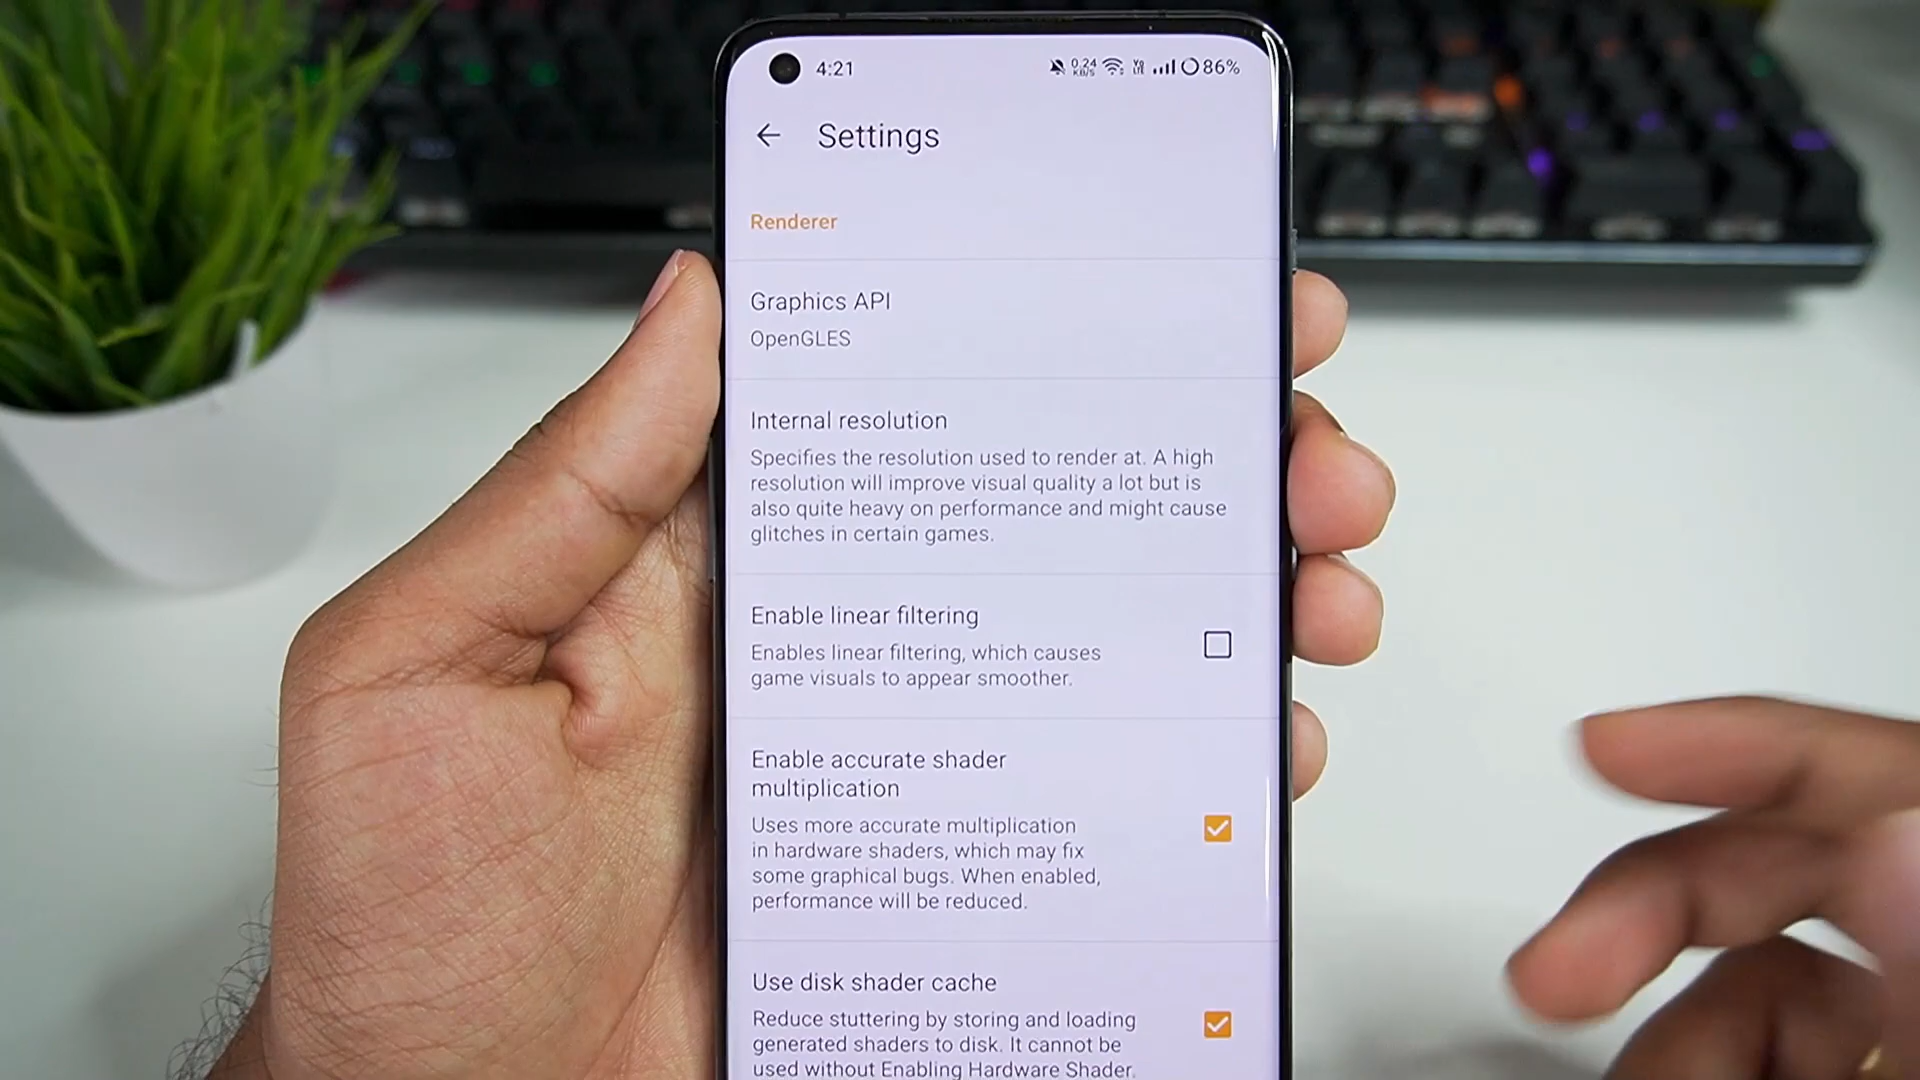 4:21
0.24 KB/S Vo LTE 86%
Settings
Renderer
Graphics API
OpenGLES
Internal resolution
Specifies the resolution used to render at. A high
resolution will improve visual quality a lot but is
also quite heavy on performance and might cause
glitches in certain games.
Enable linear filtering
Enables linear filtering, which causes
game visuals to appear smoother.
Enable accurate shader
multiplication
Uses more accurate multiplication
in hardware shaders, which may fix
some graphical bugs. When enabled,
performance will be reduced.
Use disk shader cache
Reduce stuttering by storing and loading
generated shaders to disk. It cannot be
used without Enabling Hardware Shader.